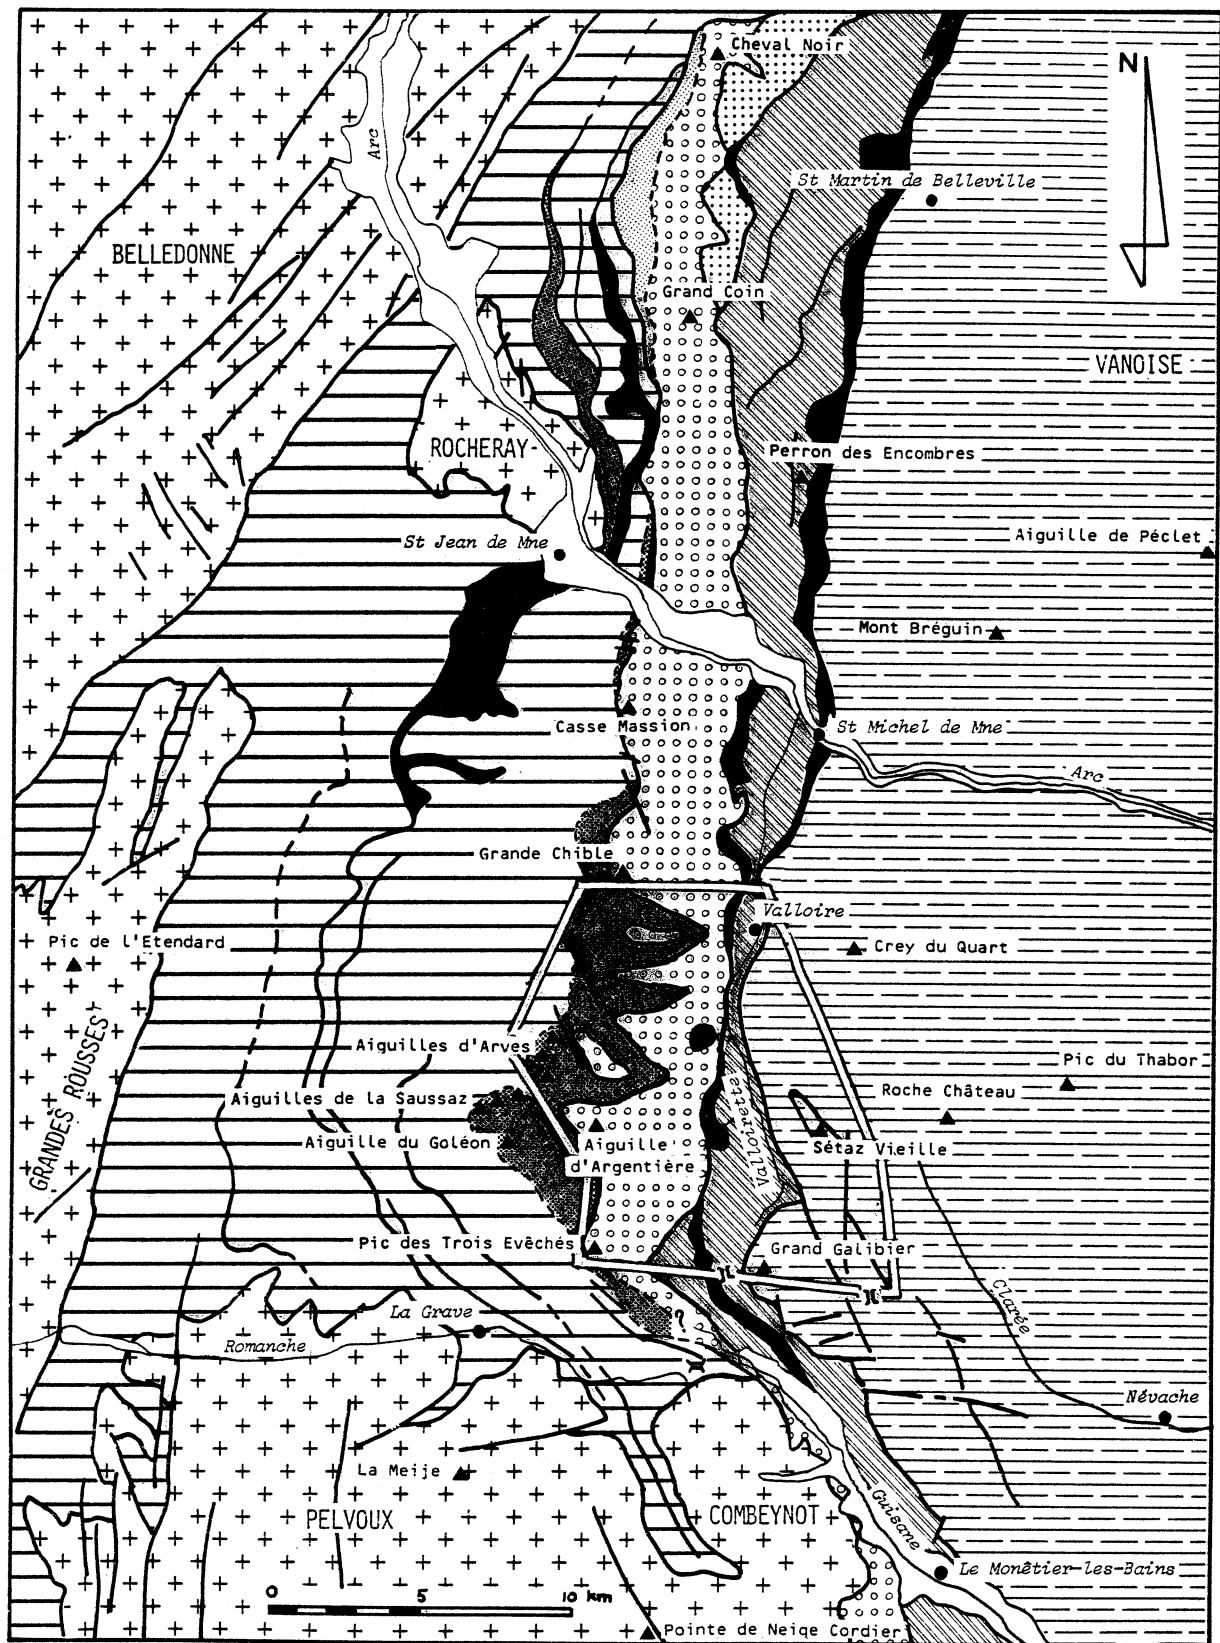 Cheval Noir
N
Arc
St Martin de Belleville
BELLEDONNE
Grand Coin
VANOISE
ROCHERAY
Perron des Encombres
Aiguille de Péclet
St Jean de Mne
Mont Bréguin
Casse Massion
St Michel de Mne
Arc
Grande Chible
Valloire
Pic de l'Etendard
Crey du Quart
GRANDES ROUSSES
Aiguilles d'Arves
Pic du Thabor
Valloirette
Roche Château
Aiguilles de la Saussaz
Aiguille du Goléon
Aiguille
d'Argentière
Sétaz Vieille
Pic des Trois Evêchés
Grand Galibier
La Grave
?
Clarée
Romanche
Névache
La Meije
PELVOUX
COMBEYNOT
Guisane
Le Monêtier-les-Bains
0 5 10 km
Pointe de Neige Cordier